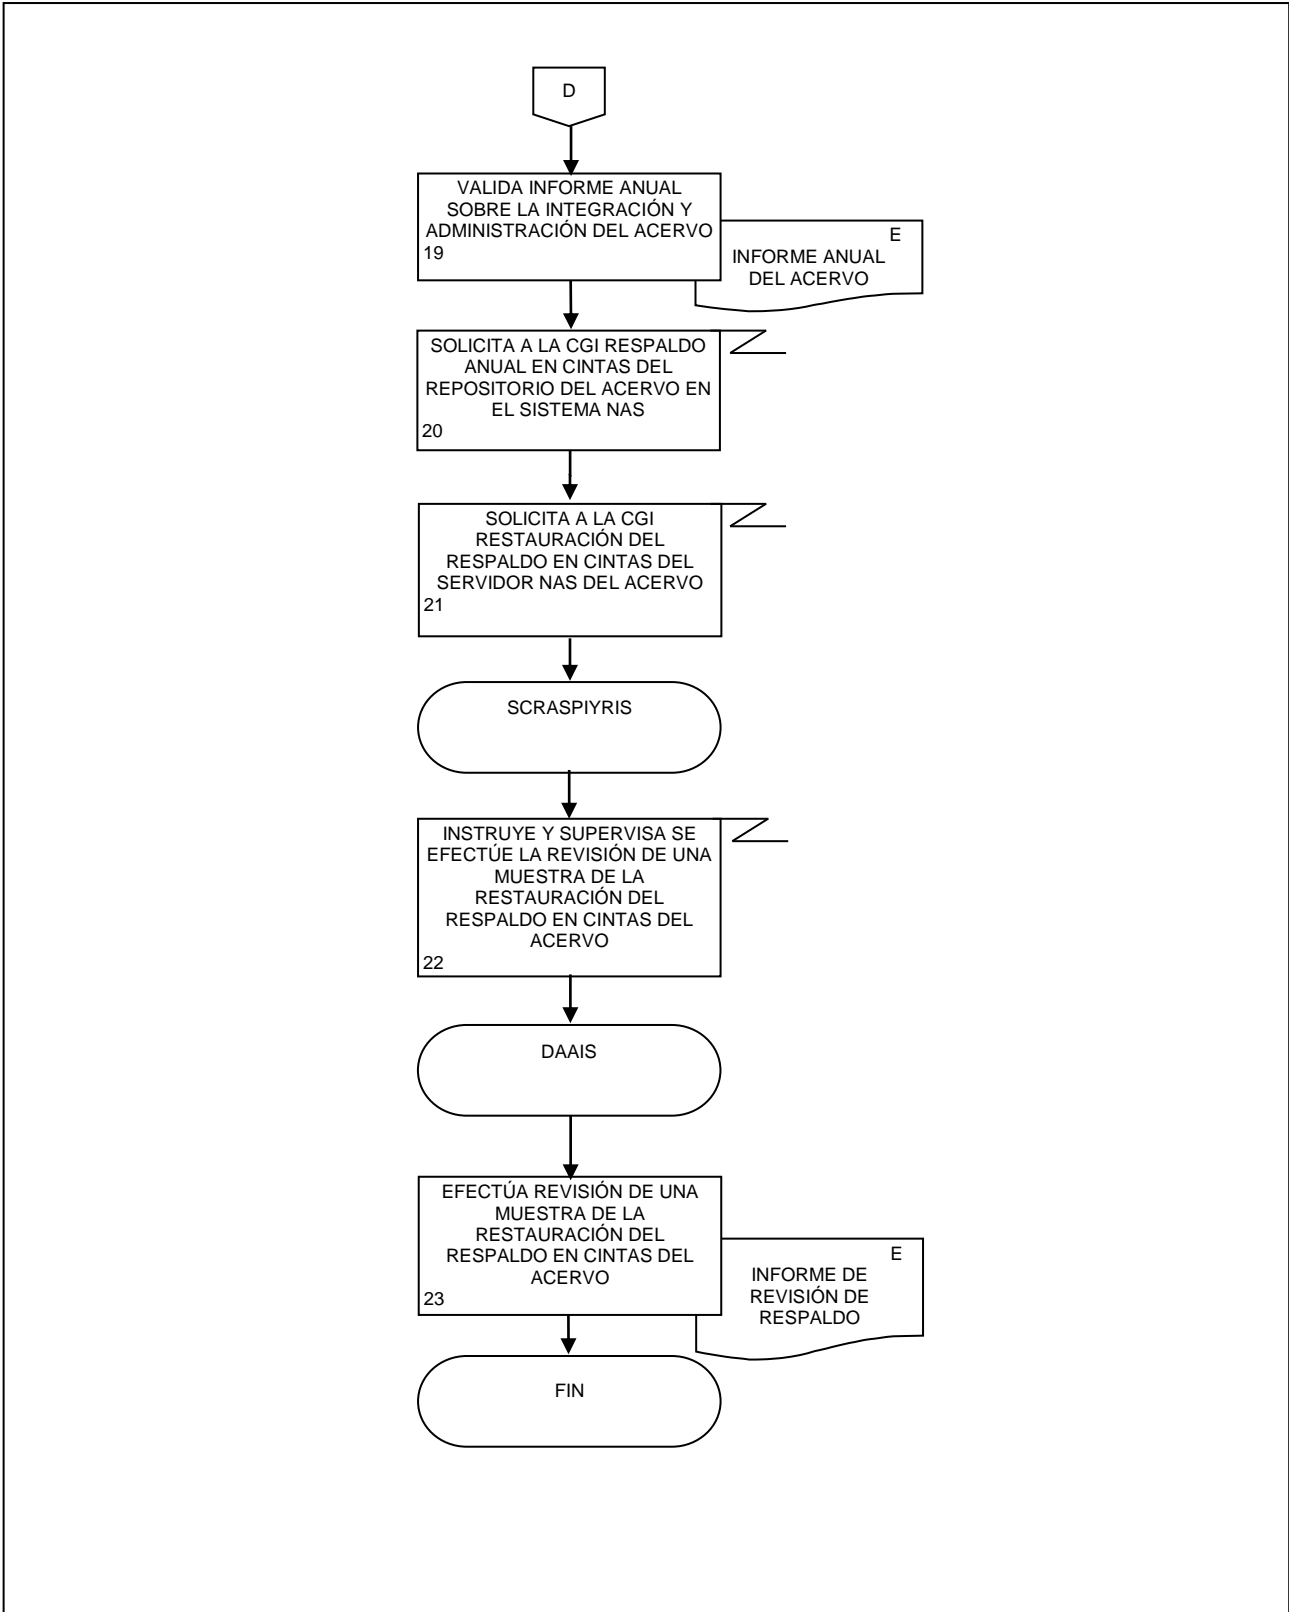 D
VALIDA INFORME ANUAL
SOBRE LA INTEGRACIÓN Y
ADMINISTRACIÓN DEL ACERVO
19
E
INFORME ANUAL
DEL ACERVO
SOLICITA A LA CGI RESPALDO
ANUAL EN CINTAS DEL
REPOSITORIO DEL ACERVO EN
EL SISTEMA NAS
20
SOLICITA A LA CGI
RESTAURACIÓN DEL
RESPALDO EN CINTAS DEL
SERVIDOR NAS DEL ACERVO
21
SCRASPIYRIS
INSTRUYE Y SUPERVISA SE
EFECTÚE LA REVISIÓN DE UNA
MUESTRA DE LA
RESTAURACIÓN DEL
RESPALDO EN CINTAS DEL
ACERVO
22
DAAIS
EFECTÚA REVISIÓN DE UNA
MUESTRA DE LA
RESTAURACIÓN DEL
RESPALDO EN CINTAS DEL
ACERVO
23
E
INFORME DE
REVISIÓN DE
RESPALDO
FIN